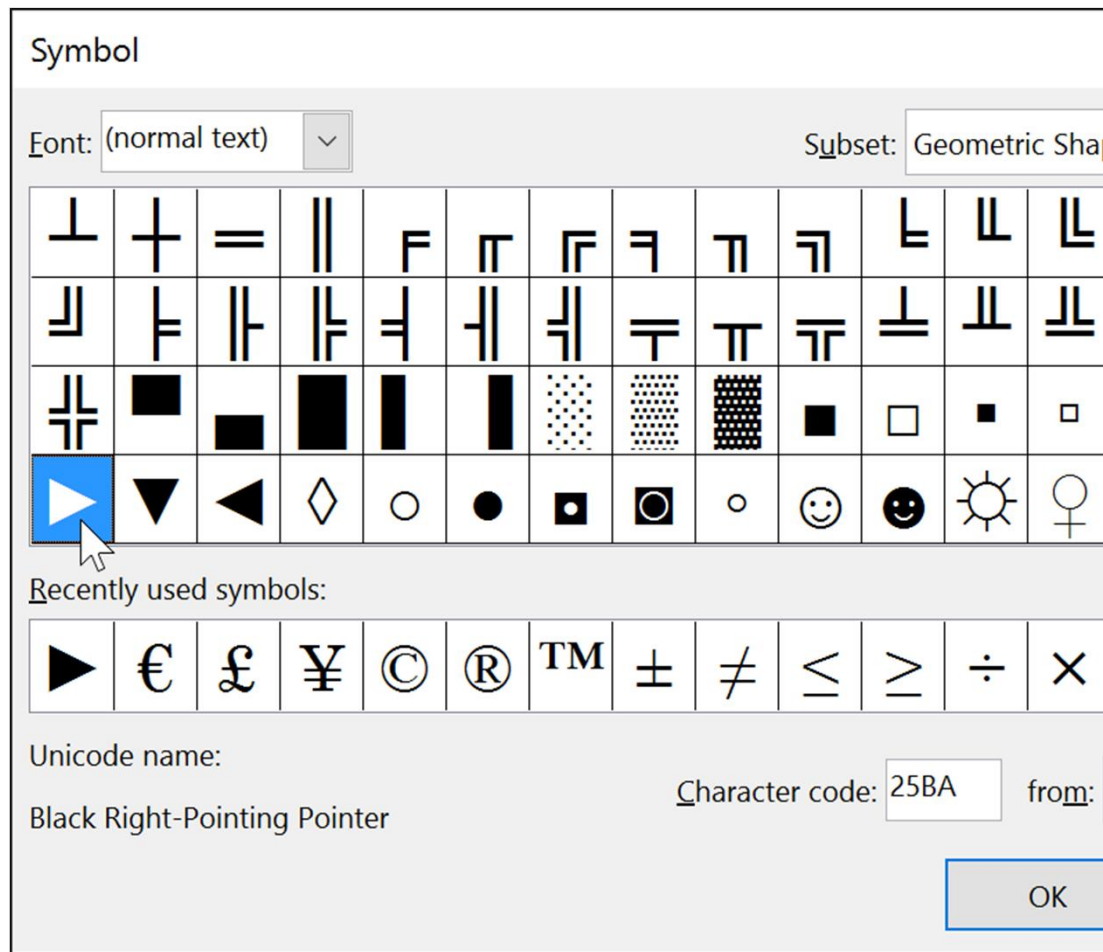 Symbol
Font: (normal text) Subset: Geometric Sha
┴ ┼ ═ ║ ╒ ╓ ╔ ╕ ╖ ╗ ╘ ╙ ╚
╝ ╞ ╟ ╠ ╡ ╢ ╣ ╤ ╥ ╦ ╧ ╨ ╩
╬ ▀ ▄ █ ▌ ▐ ░ ▒ ▓ ■ □ ▪ ▫
► ▼ ◄ ◊ ○ ● ◘ ◙ ◦ ☺ ☻ ☼ ♀
Recently used symbols:
► € £ ¥ © ® ™ ± ≠ ≤ ≥ ÷ ×
Unicode name:
Black Right-Pointing Pointer
Character code: 25BA from:
OK